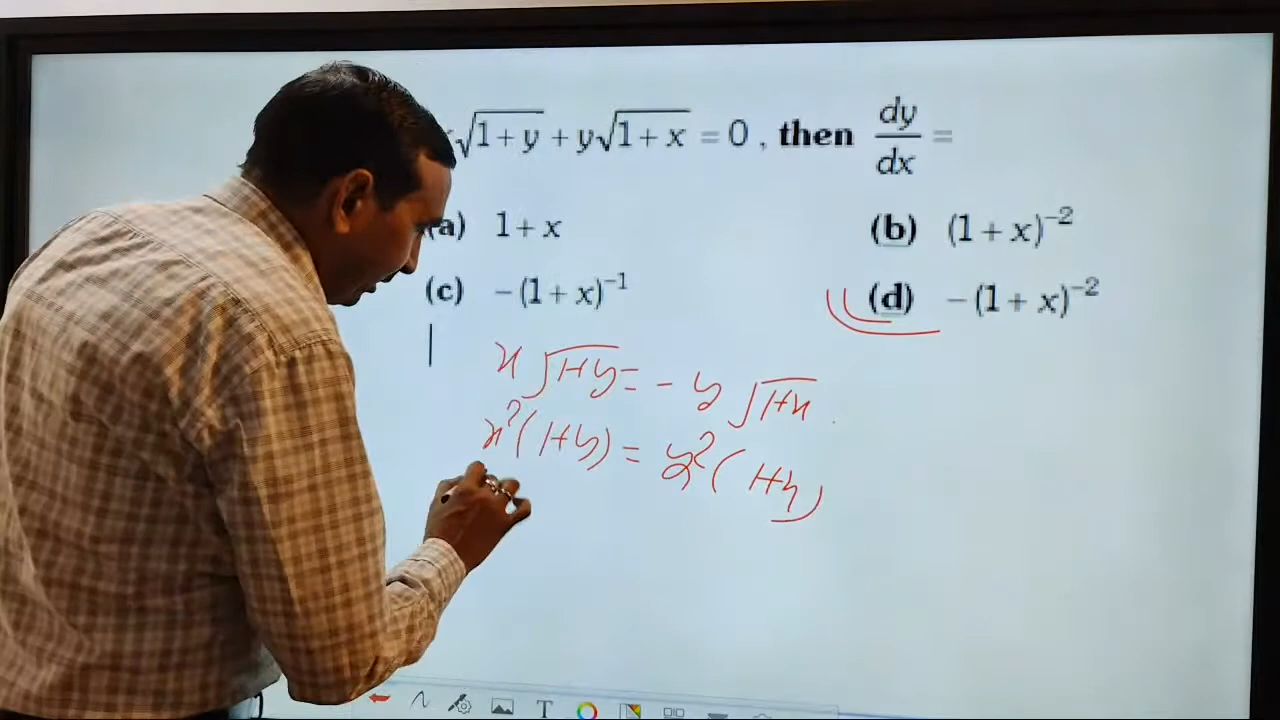 √1+y + y√1+x = 0 , then dy/dx =
(a) 1 + x
(b) (1 + x)⁻²
(c) -(1 + x)⁻¹
(d) -(1 + x)⁻²
x √1+y = - y √1+x
x²(1+y) = y²(1+x)
T